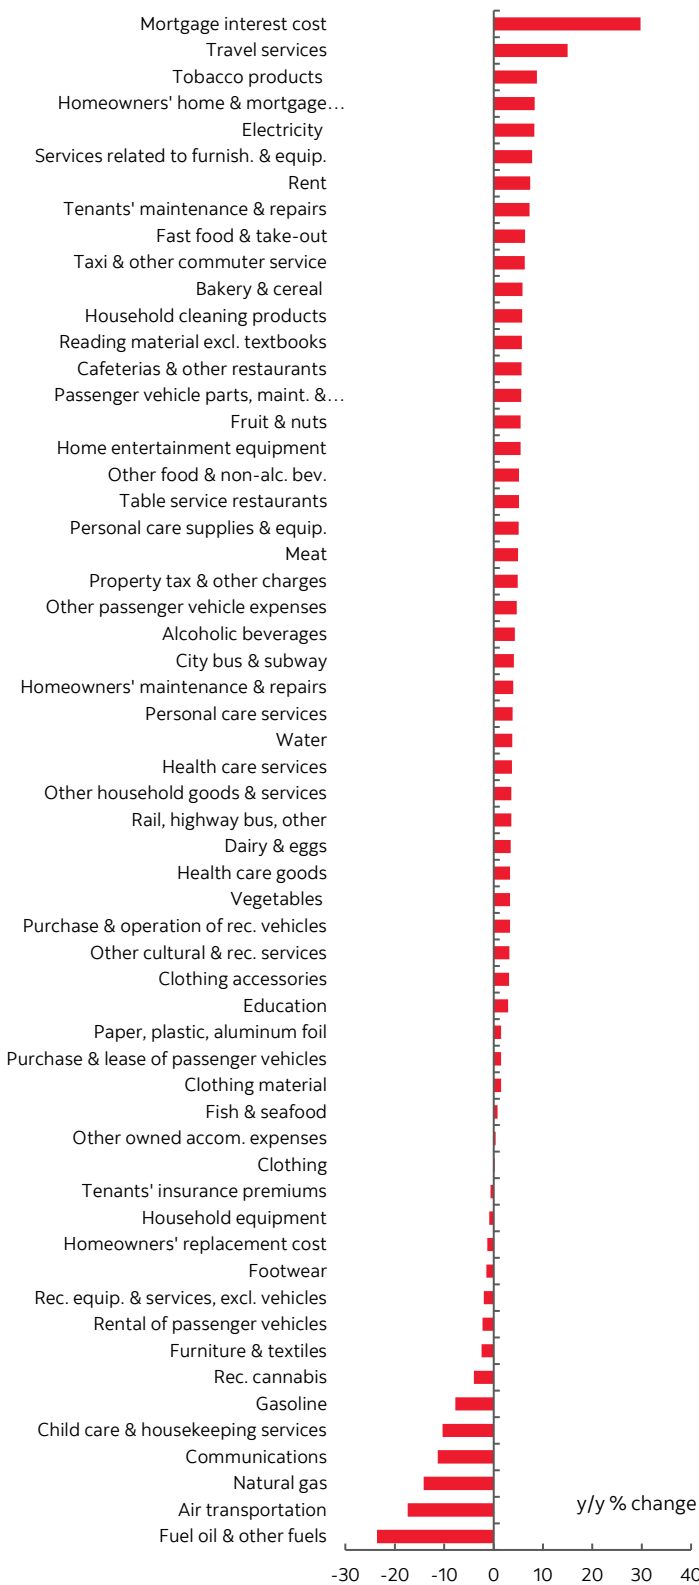 Mortgage interest cost
Travel services
Tobacco products
Homeowners' home & mortgage…
Electricity
Services related to furnish. & equip.
Rent
Tenants' maintenance & repairs
Fast food & take-out
Taxi & other commuter service
Bakery & cereal
Household cleaning products
Reading material excl. textbooks
Cafeterias & other restaurants
Passenger vehicle parts, maint. &…
Fruit & nuts
Home entertainment equipment
Other food & non-alc. bev.
Table service restaurants
Personal care supplies & equip.
Meat
Property tax & other charges
Other passenger vehicle expenses
Alcoholic beverages
City bus & subway
Homeowners' maintenance & repairs
Personal care services
Water
Health care services
Other household goods & services
Rail, highway bus, other
Dairy & eggs
Health care goods
Vegetables
Purchase & operation of rec. vehicles
Other cultural & rec. services
Clothing accessories
Education
Paper, plastic, aluminum foil
Purchase & lease of passenger vehicles
Clothing material
Fish & seafood
Other owned accom. expenses
Clothing
Tenants' insurance premiums
Household equipment
Homeowners' replacement cost
Footwear
Rec. equip. & services, excl. vehicles
Rental of passenger vehicles
Furniture & textiles
Rec. cannabis
Gasoline
Child care & housekeeping services
Communications
Natural gas
Air transportation
Fuel oil & other fuels
y/y % change
-30 -20 -10 0 10 20 30 40